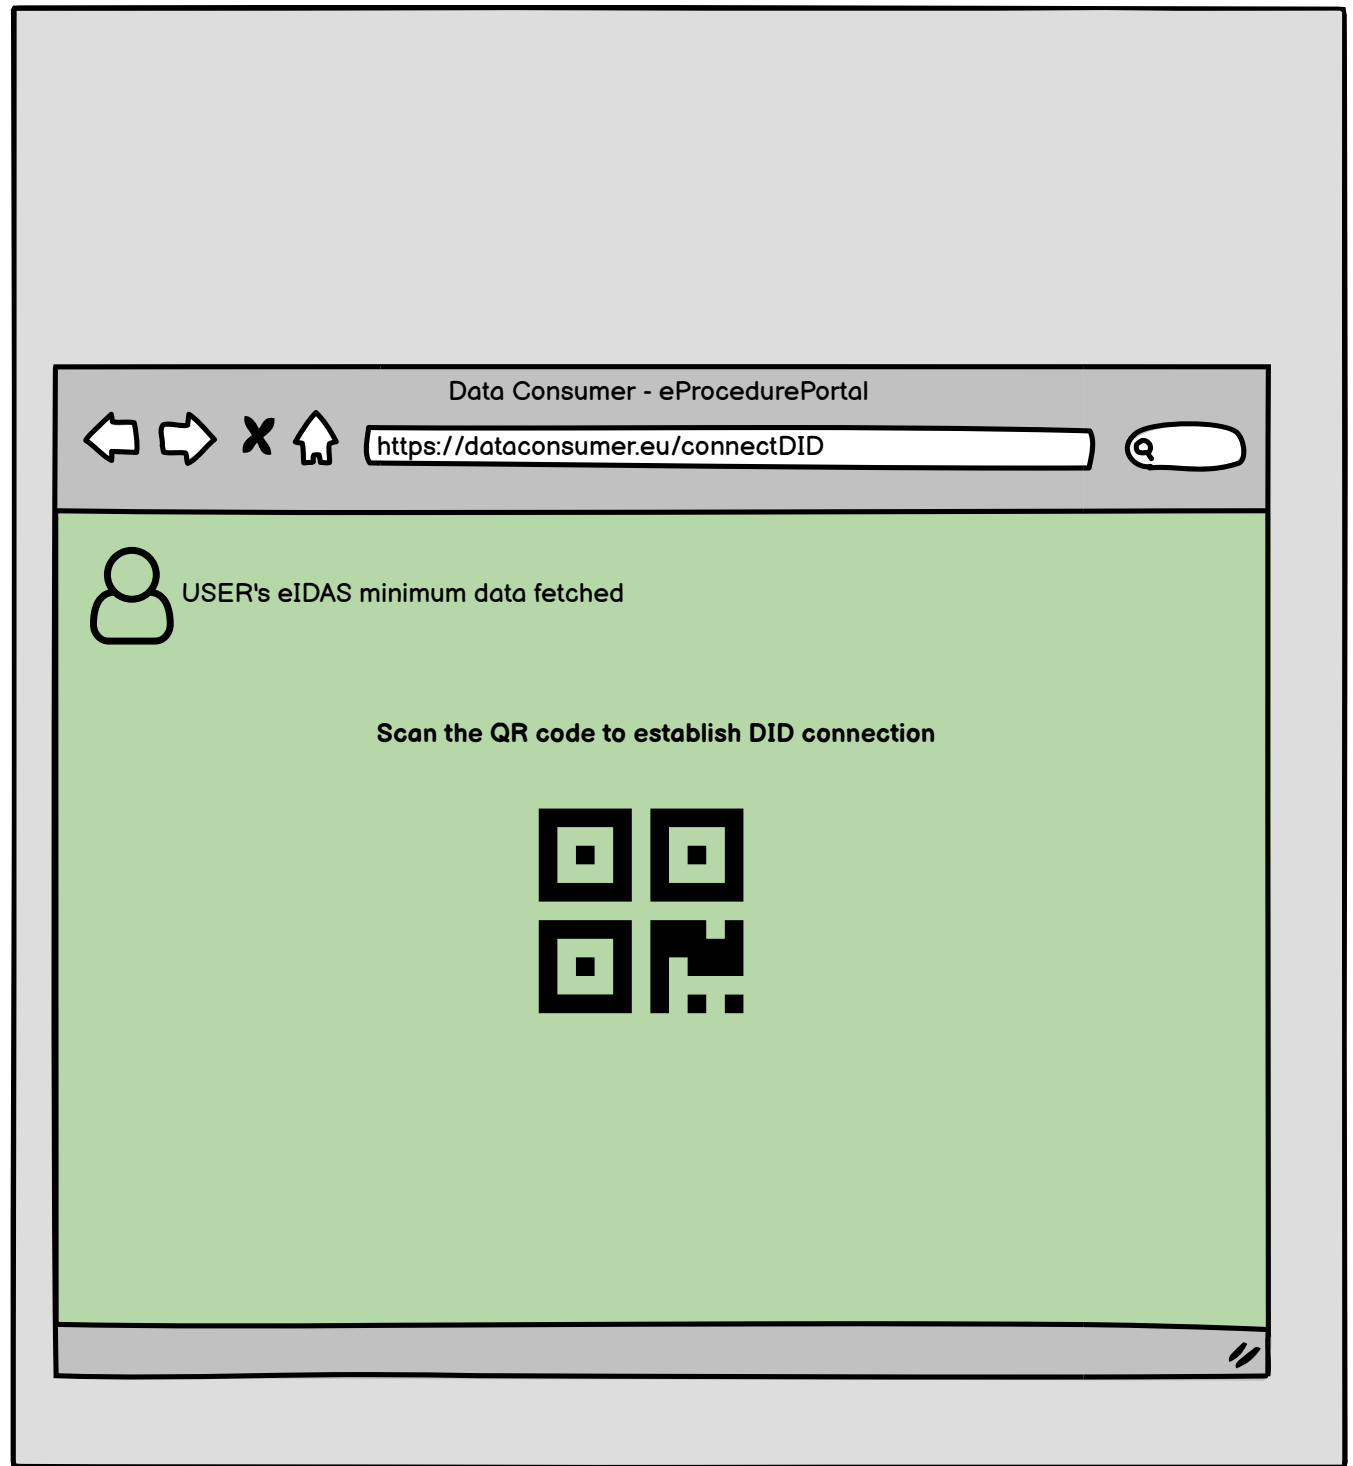 Data Consumer - eProcedurePortal
https://dataconsumer.eu/connectDID
USER's eIDAS minimum data fetched
Scan the QR code to establish DID connection